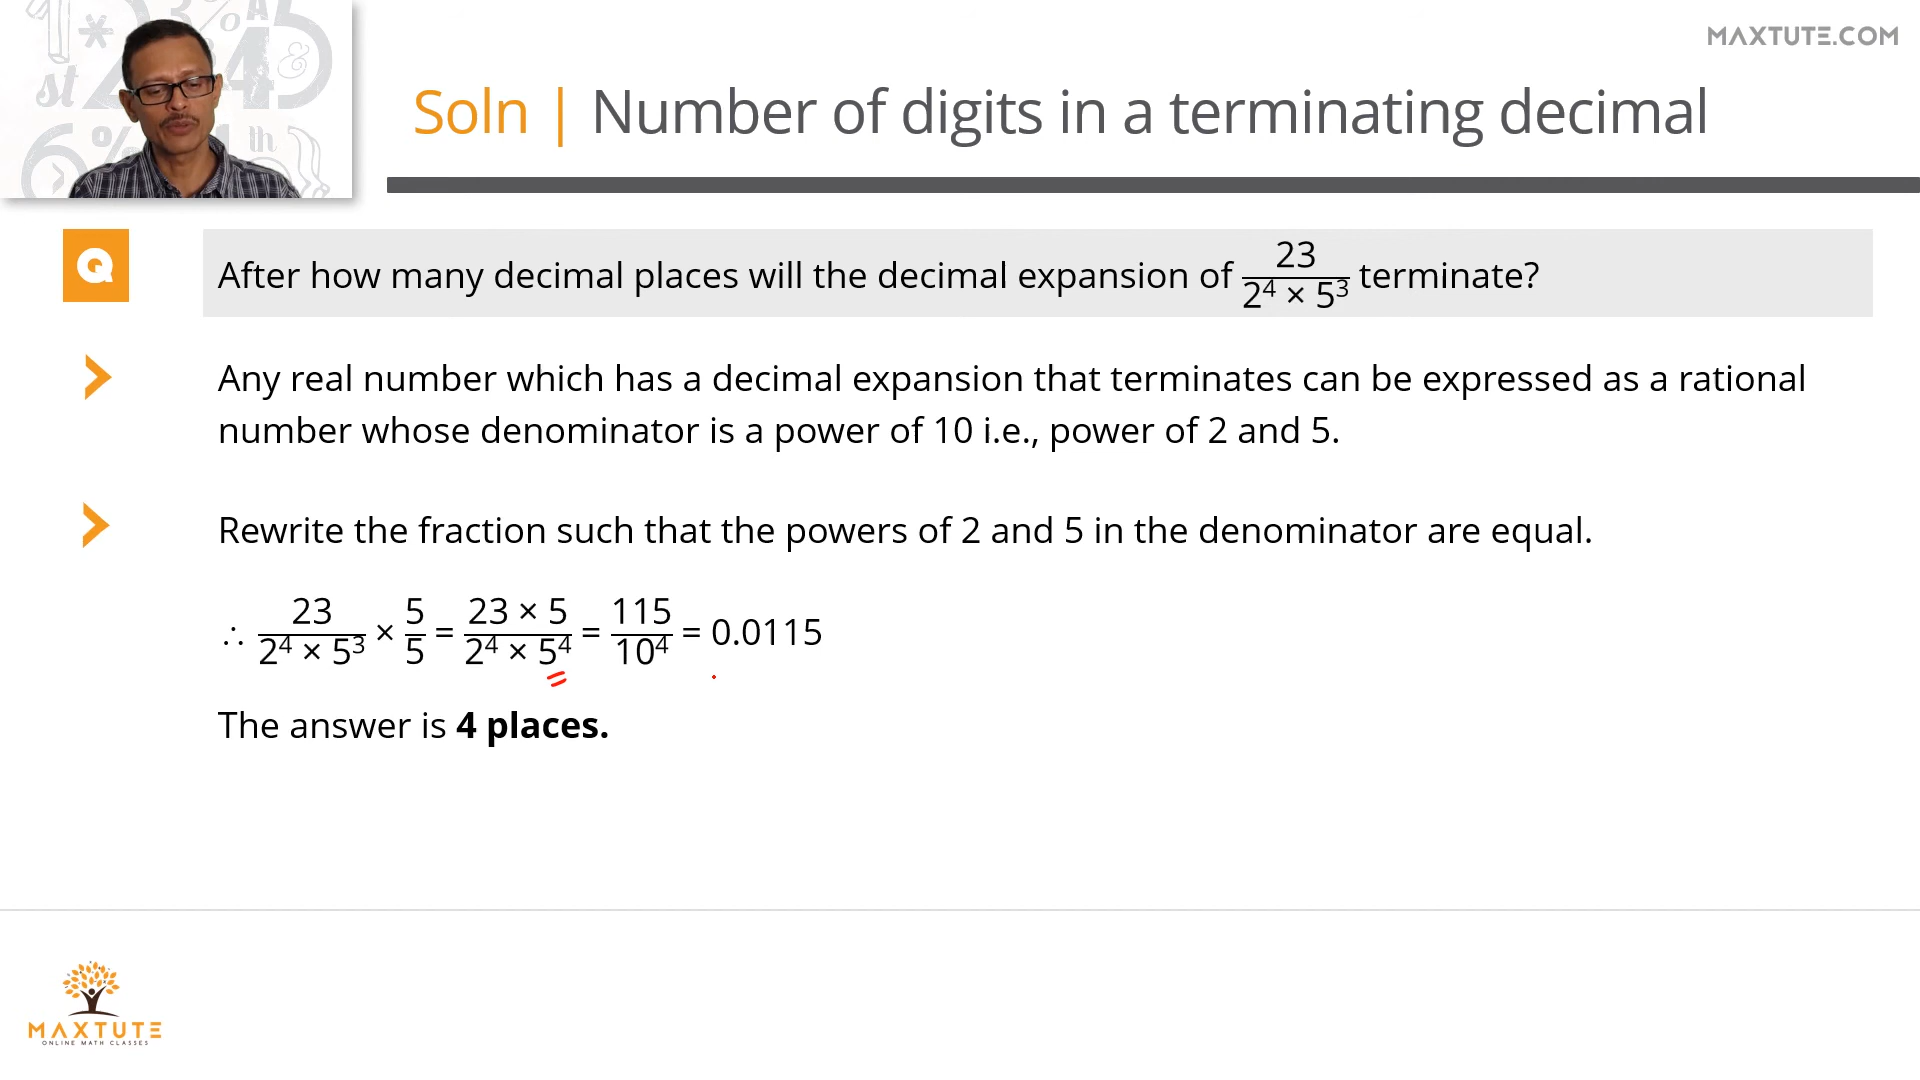 MAXTUTE.COM
Soln | Number of digits in a terminating decimal
Q
After how many decimal places will the decimal expansion of 23/(2⁴ × 5³) terminate?
Any real number which has a decimal expansion that terminates can be expressed as a rational
number whose denominator is a power of 10 i.e., power of 2 and 5.
Rewrite the fraction such that the powers of 2 and 5 in the denominator are equal.
∴ 23/(2⁴ × 5³) × 5/5 = (23 × 5)/(2⁴ × 5⁴) = 115/10⁴ = 0.0115
The answer is 4 places.
MAXTUTE
ONLINE MATH CLASSES